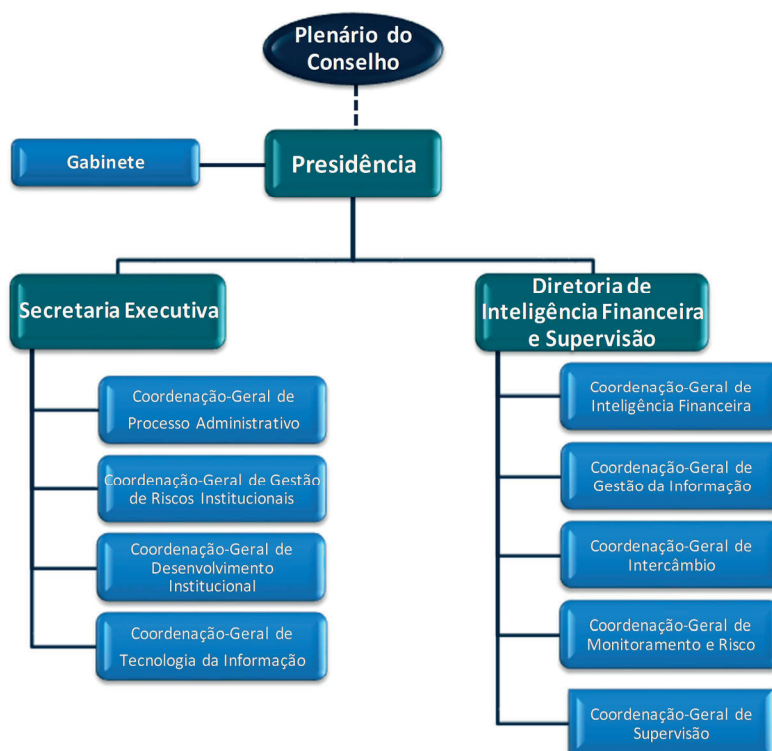 Plenário do
Conselho
Gabinete
Presidência
Secretaria Executiva
Coordenação-Geral de
Processo Administrativo
Coordenação-Geral de Gestão
de Riscos Institucionais
Coordenação-Geral de
Desenvolvimento
Institucional
Coordenação-Geral de
Tecnologia da Informação
Diretoria de
Inteligência Financeira
e Supervisão
Coordenação-Geral de
Inteligência Financeira
Coordenação-Geral de
Gestão da Informação
Coordenação-Geral de
Intercâmbio
Coordenação-Geral de
Monitoramento e Risco
Coordenação-Geral de
Supervisão